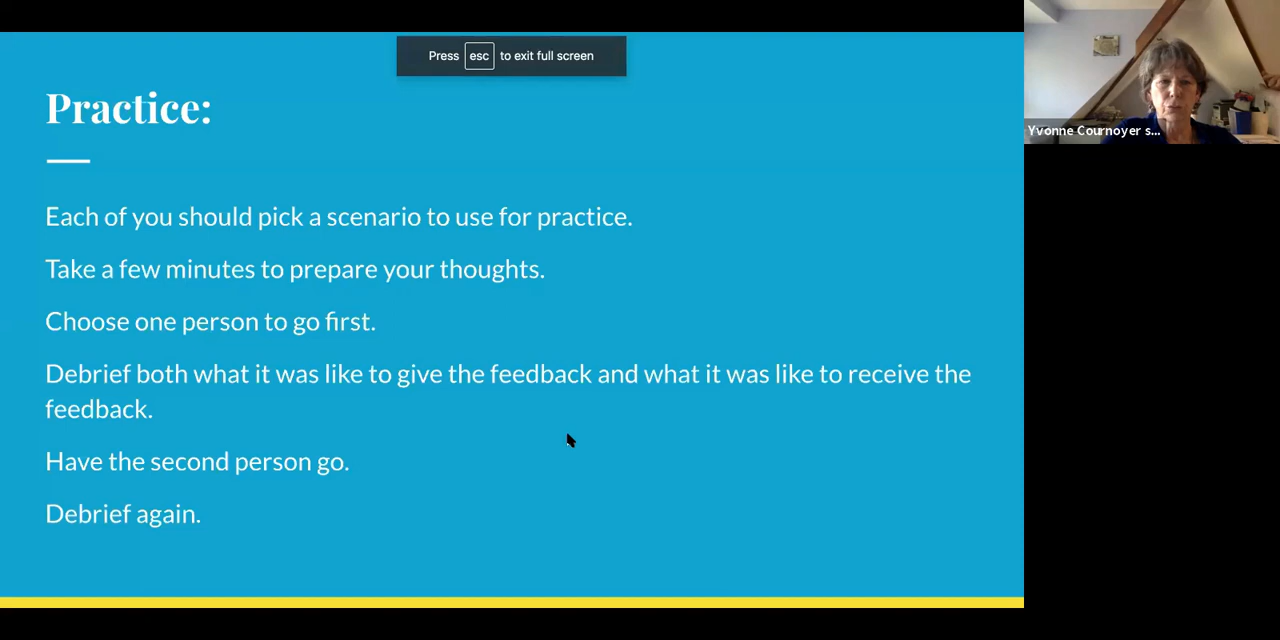 Press esc to exit full screen
Practice:
Each of you should pick a scenario to use for practice.
Take a few minutes to prepare your thoughts.
Choose one person to go first.
Debrief both what it was like to give the feedback and what it was like to receive the
feedback.
Have the second person go.
Debrief again.
Yvonne Cournoyer s...